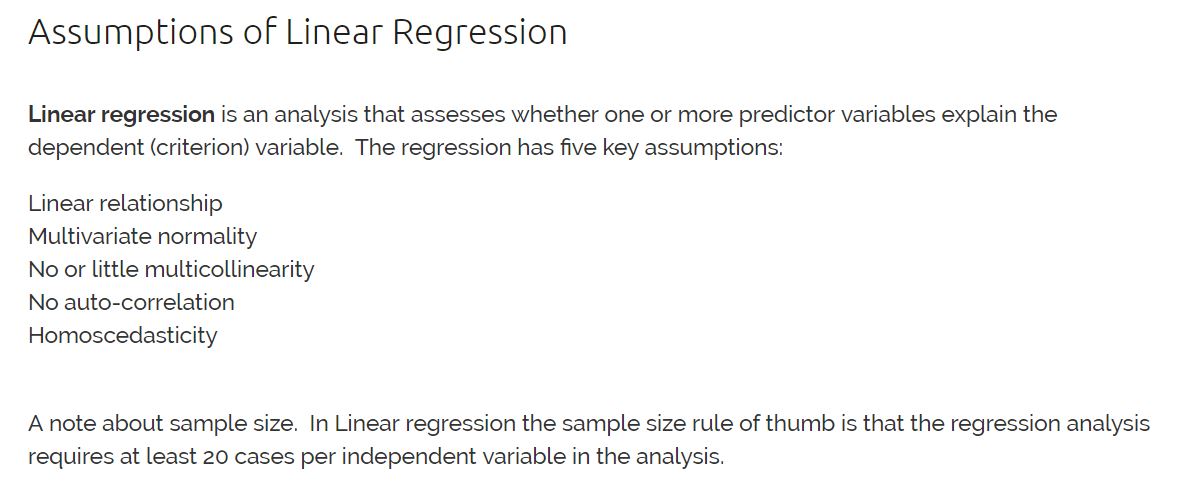 Assumptions of Linear Regression
Linear regression is an analysis that assesses whether one or more predictor variables explain the
dependent (criterion) variable.  The regression has five key assumptions:
Linear relationship
Multivariate normality
No or little multicollinearity
No auto-correlation
Homoscedasticity
A note about sample size.  In Linear regression the sample size rule of thumb is that the regression analysis
requires at least 20 cases per independent variable in the analysis.